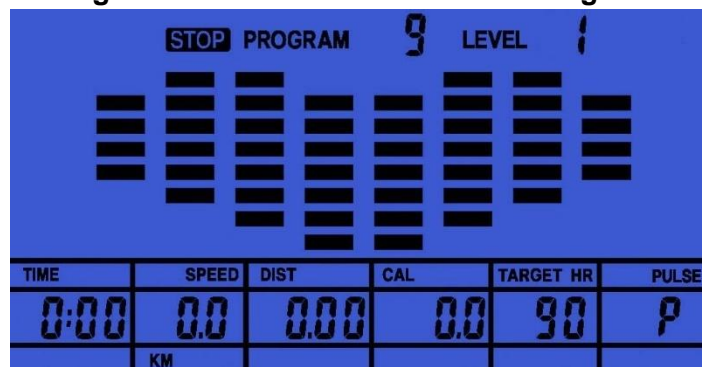 STOP PROGRAM 9 LEVEL 1
TIME SPEED DIST CAL TARGET HR PULSE
0:00 0.0 0.00 0.0 90 P
KM